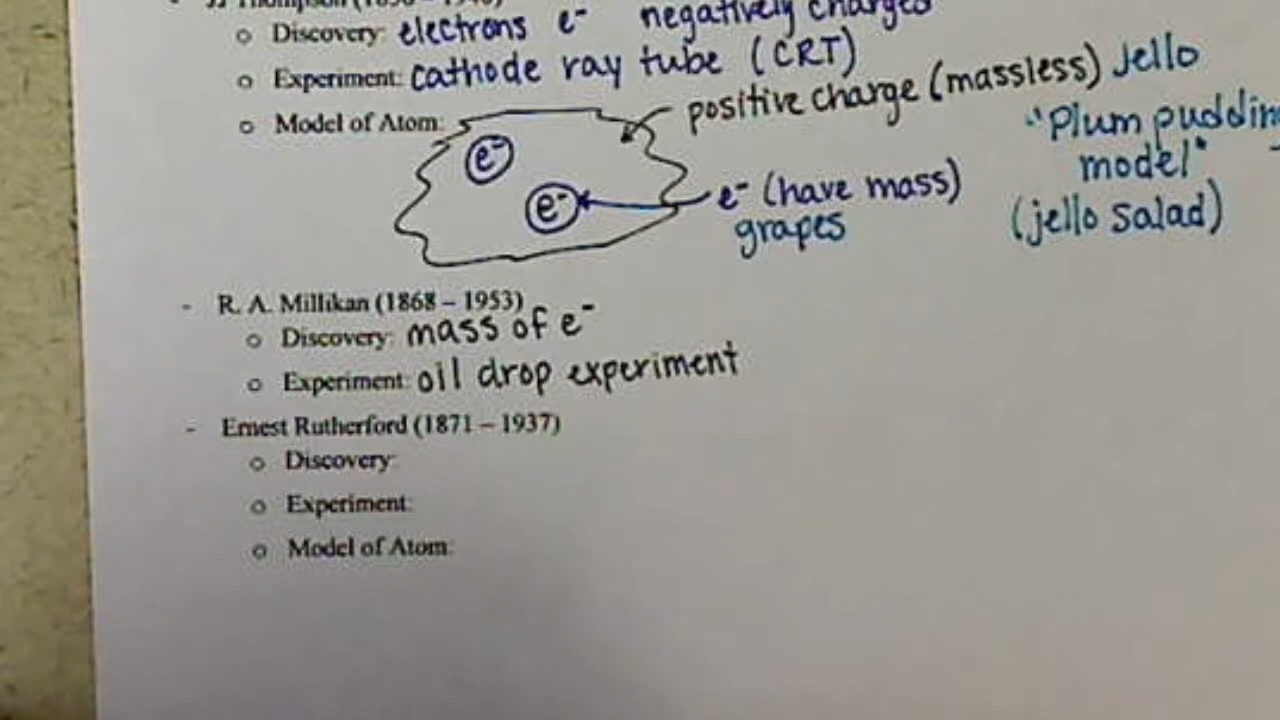 Discovery: electrons e⁻ negatively charged
Experiment: cathode ray tube (CRT)
positive charge (massless) Jello
Model of Atom:
"Plum pudding
model"
e⁻
e⁻
e⁻ (have mass)
grapes
(jello salad)
- R. A. Millikan (1868 – 1953)
o Discovery: mass of e⁻
o Experiment: oil drop experiment
- Ernest Rutherford (1871 – 1937)
o Discovery:
o Experiment:
o Model of Atom: